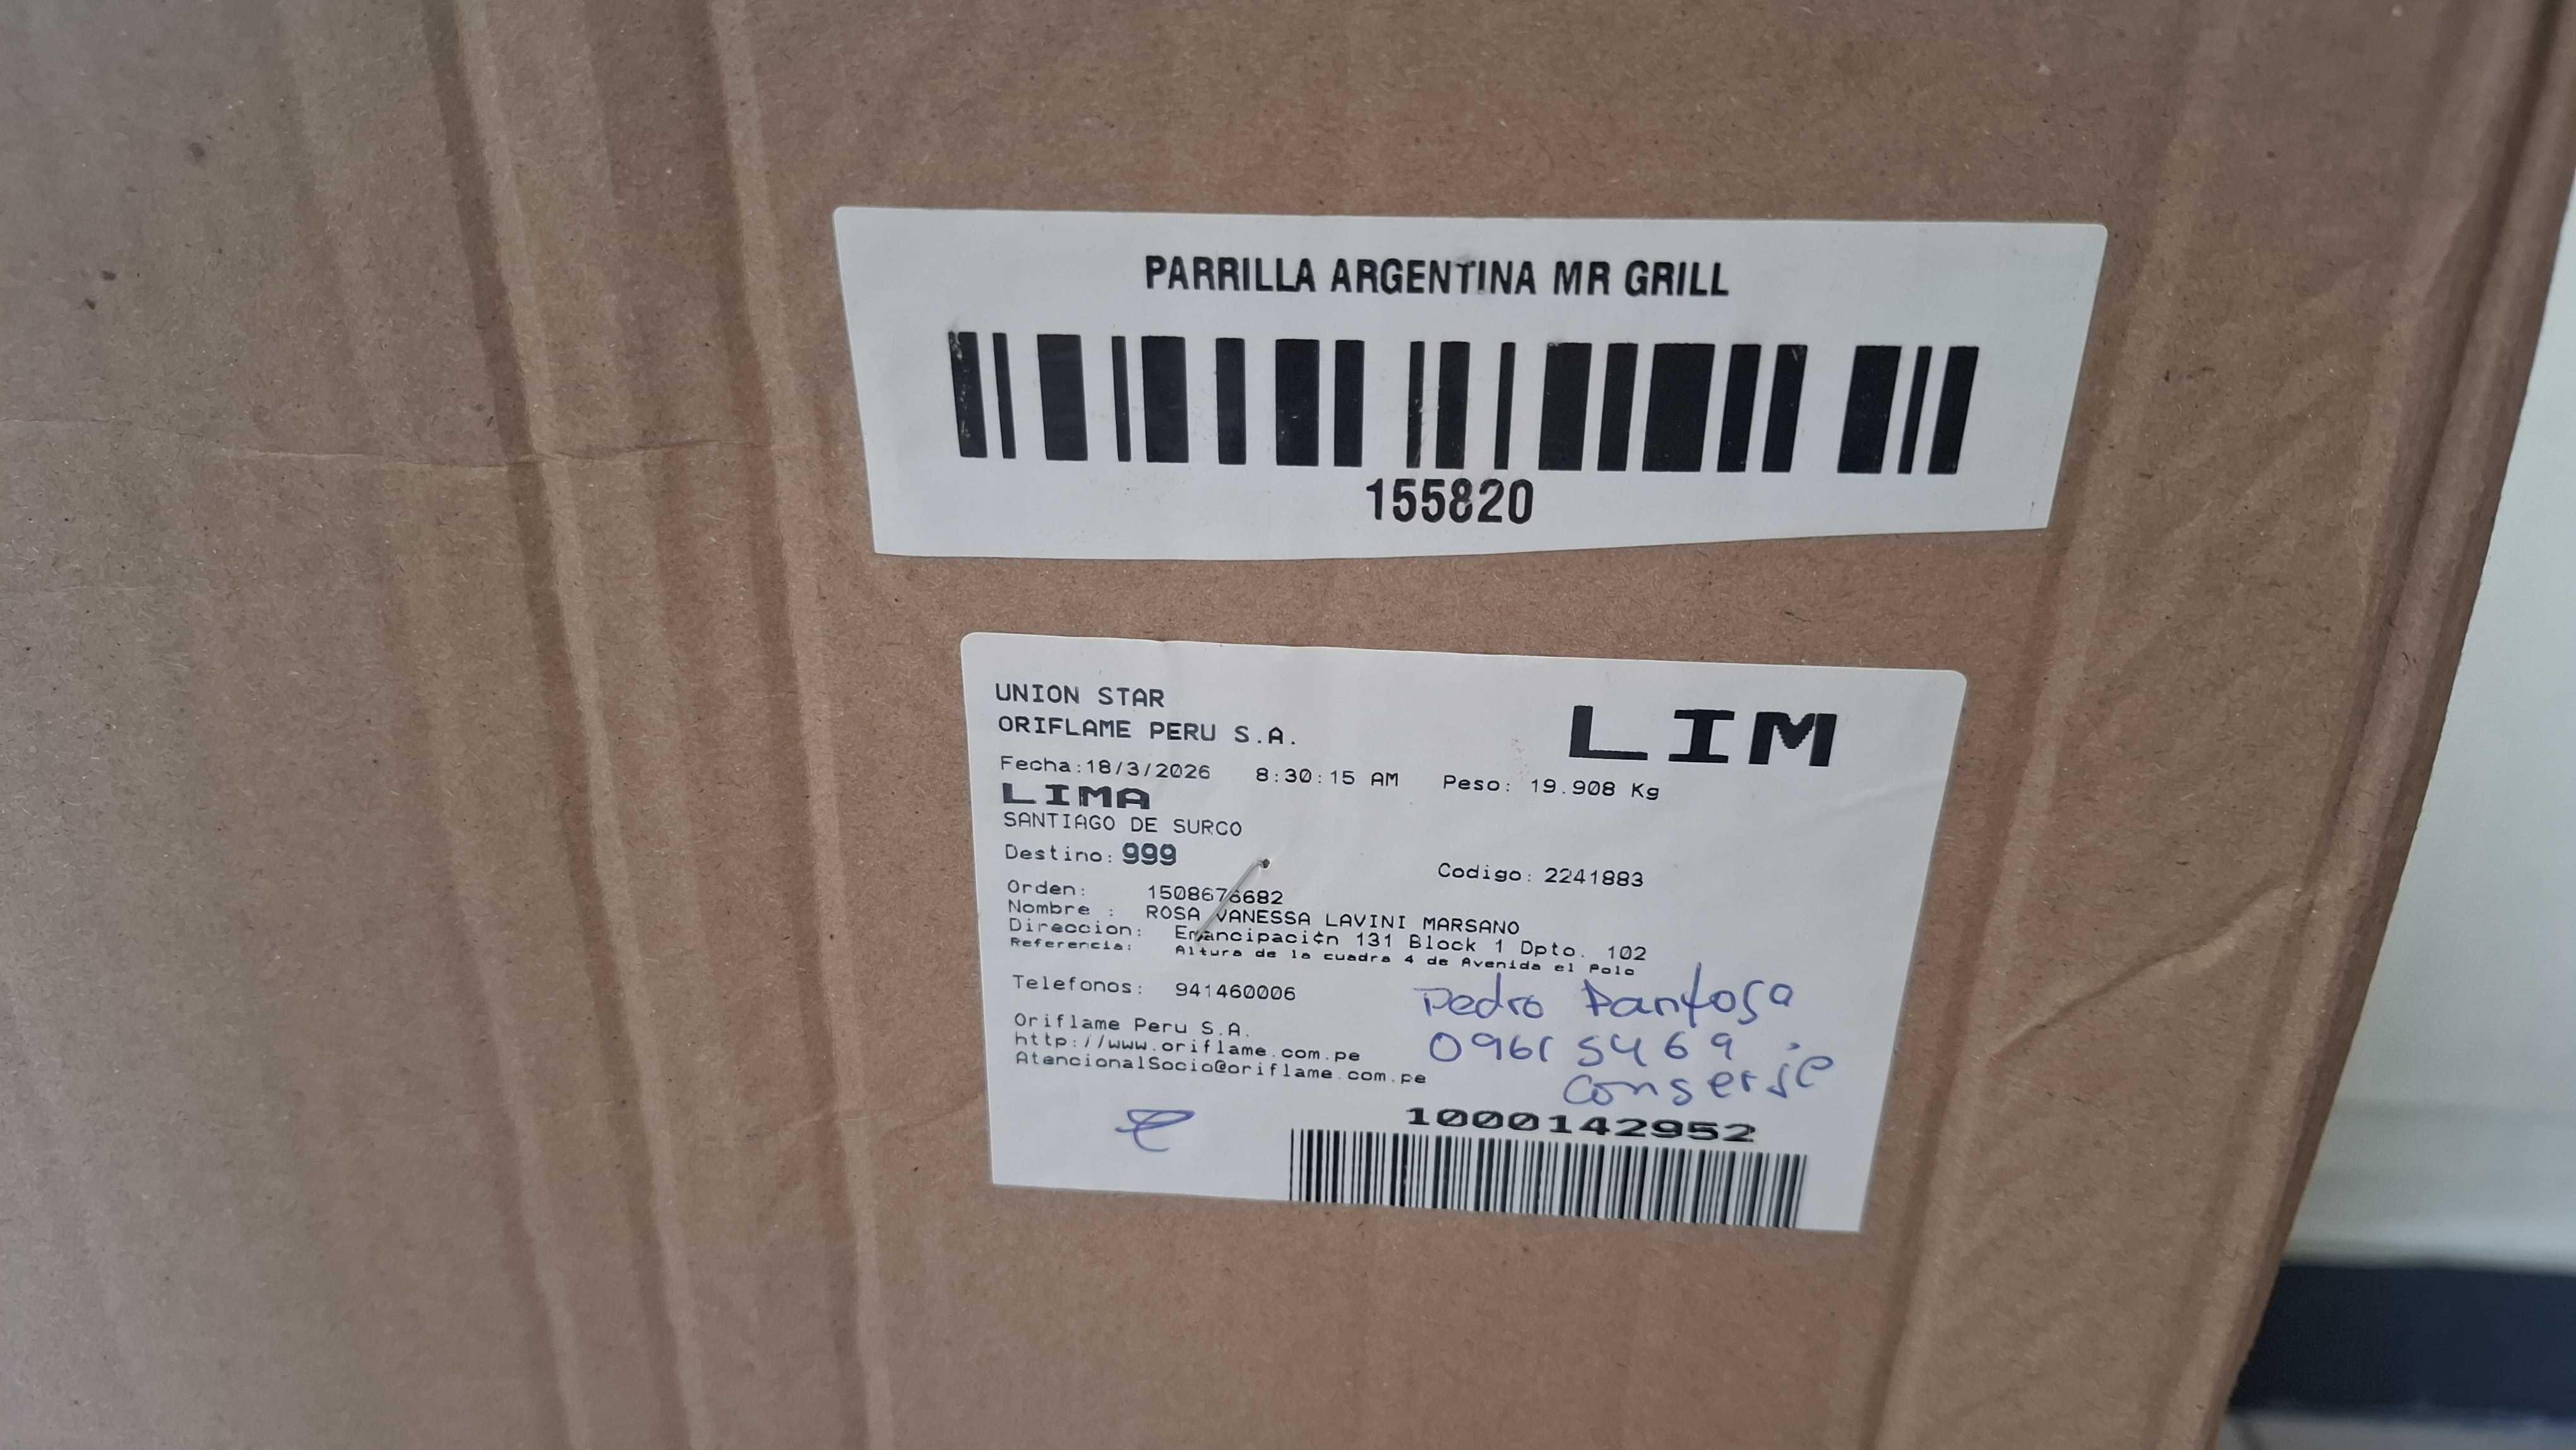 PARRILLA ARGENTINA MR GRILL
155820
UNION STAR
ORIFLAME PERU S.A.
LIM
Fecha:18/3/2026 8:30:15 AM Peso: 19.908 Kg
LIMA
SANTIAGO DE SURCO
Destino: 999
Codigo: 2241883
Orden: 1508676682
Nombre : ROSA VANESSA LAVINI MARSANO
Direccion: Emancipaci¢n 131 Block 1 Dpto. 102
Referencia: Altura de la cuadra 4 de Avenida el Polo
Telefonos: 941460006
Oriflame Peru S.A.
http://www.oriflame.com.pe
AtencionalSocio@oriflame.com.pe
Pedro Pantoja
09615469
Conserje
1000142952